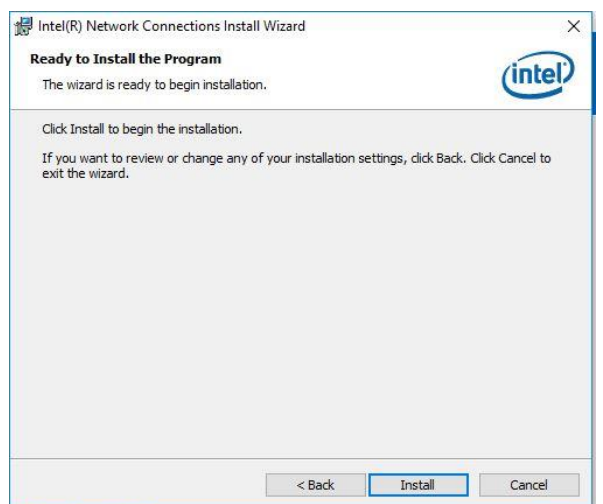 Intel(R) Network Connections Install Wizard
Ready to Install the Program
The wizard is ready to begin installation.
intel
Click Install to begin the installation.
If you want to review or change any of your installation settings, click Back. Click Cancel to
exit the wizard.
< Back
Install
Cancel